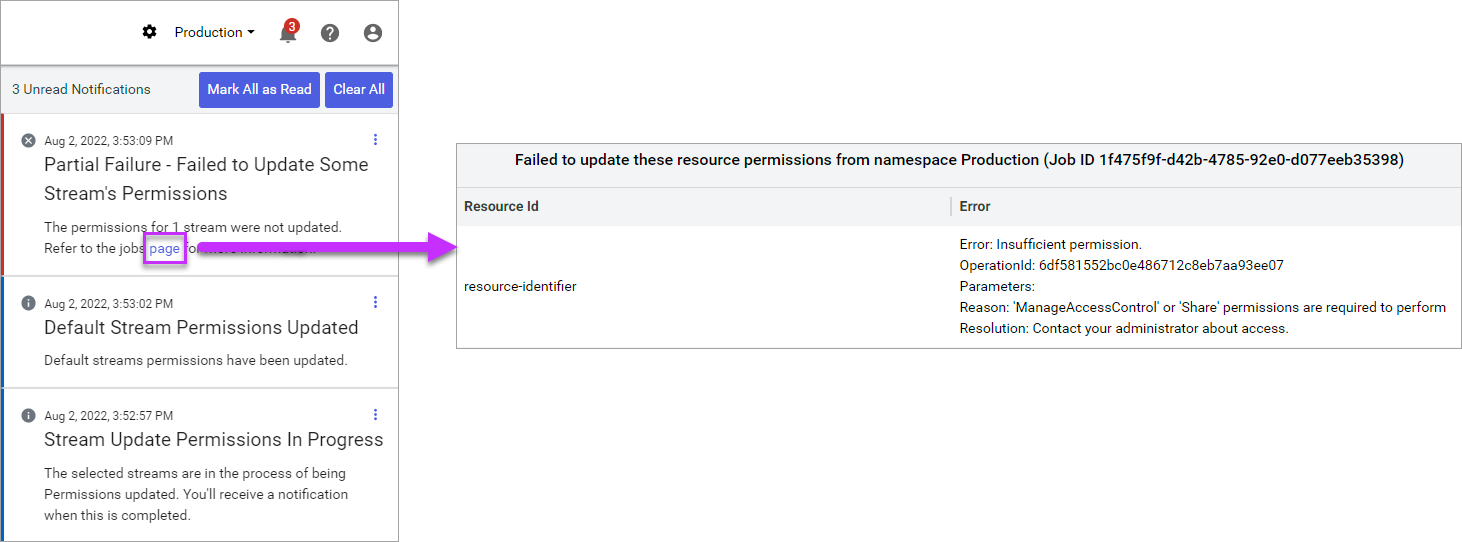 Production
3
3 Unread Notifications
Mark All as Read
Clear All
Aug 2, 2022, 3:53:09 PM
Partial Failure - Failed to Update Some
Stream's Permissions
The permissions for 1 stream were not updated.
Refer to the jobs page for more information.
Aug 2, 2022, 3:53:02 PM
Default Stream Permissions Updated
Default streams permissions have been updated.
Aug 2, 2022, 3:52:57 PM
Stream Update Permissions In Progress
The selected streams are in the process of being
Permissions updated. You'll receive a notification
when this is completed.
Failed to update these resource permissions from namespace Production (Job ID 1f475f9f-d42b-4785-92e0-d077eeb35398)
Resource Id
Error
resource-identifier
Error: Insufficient permission.
OperationId: 6df581552bc0e486712c8eb7aa93ee07
Parameters:
Reason: 'ManageAccessControl' or 'Share' permissions are required to perform
Resolution: Contact your administrator about access.